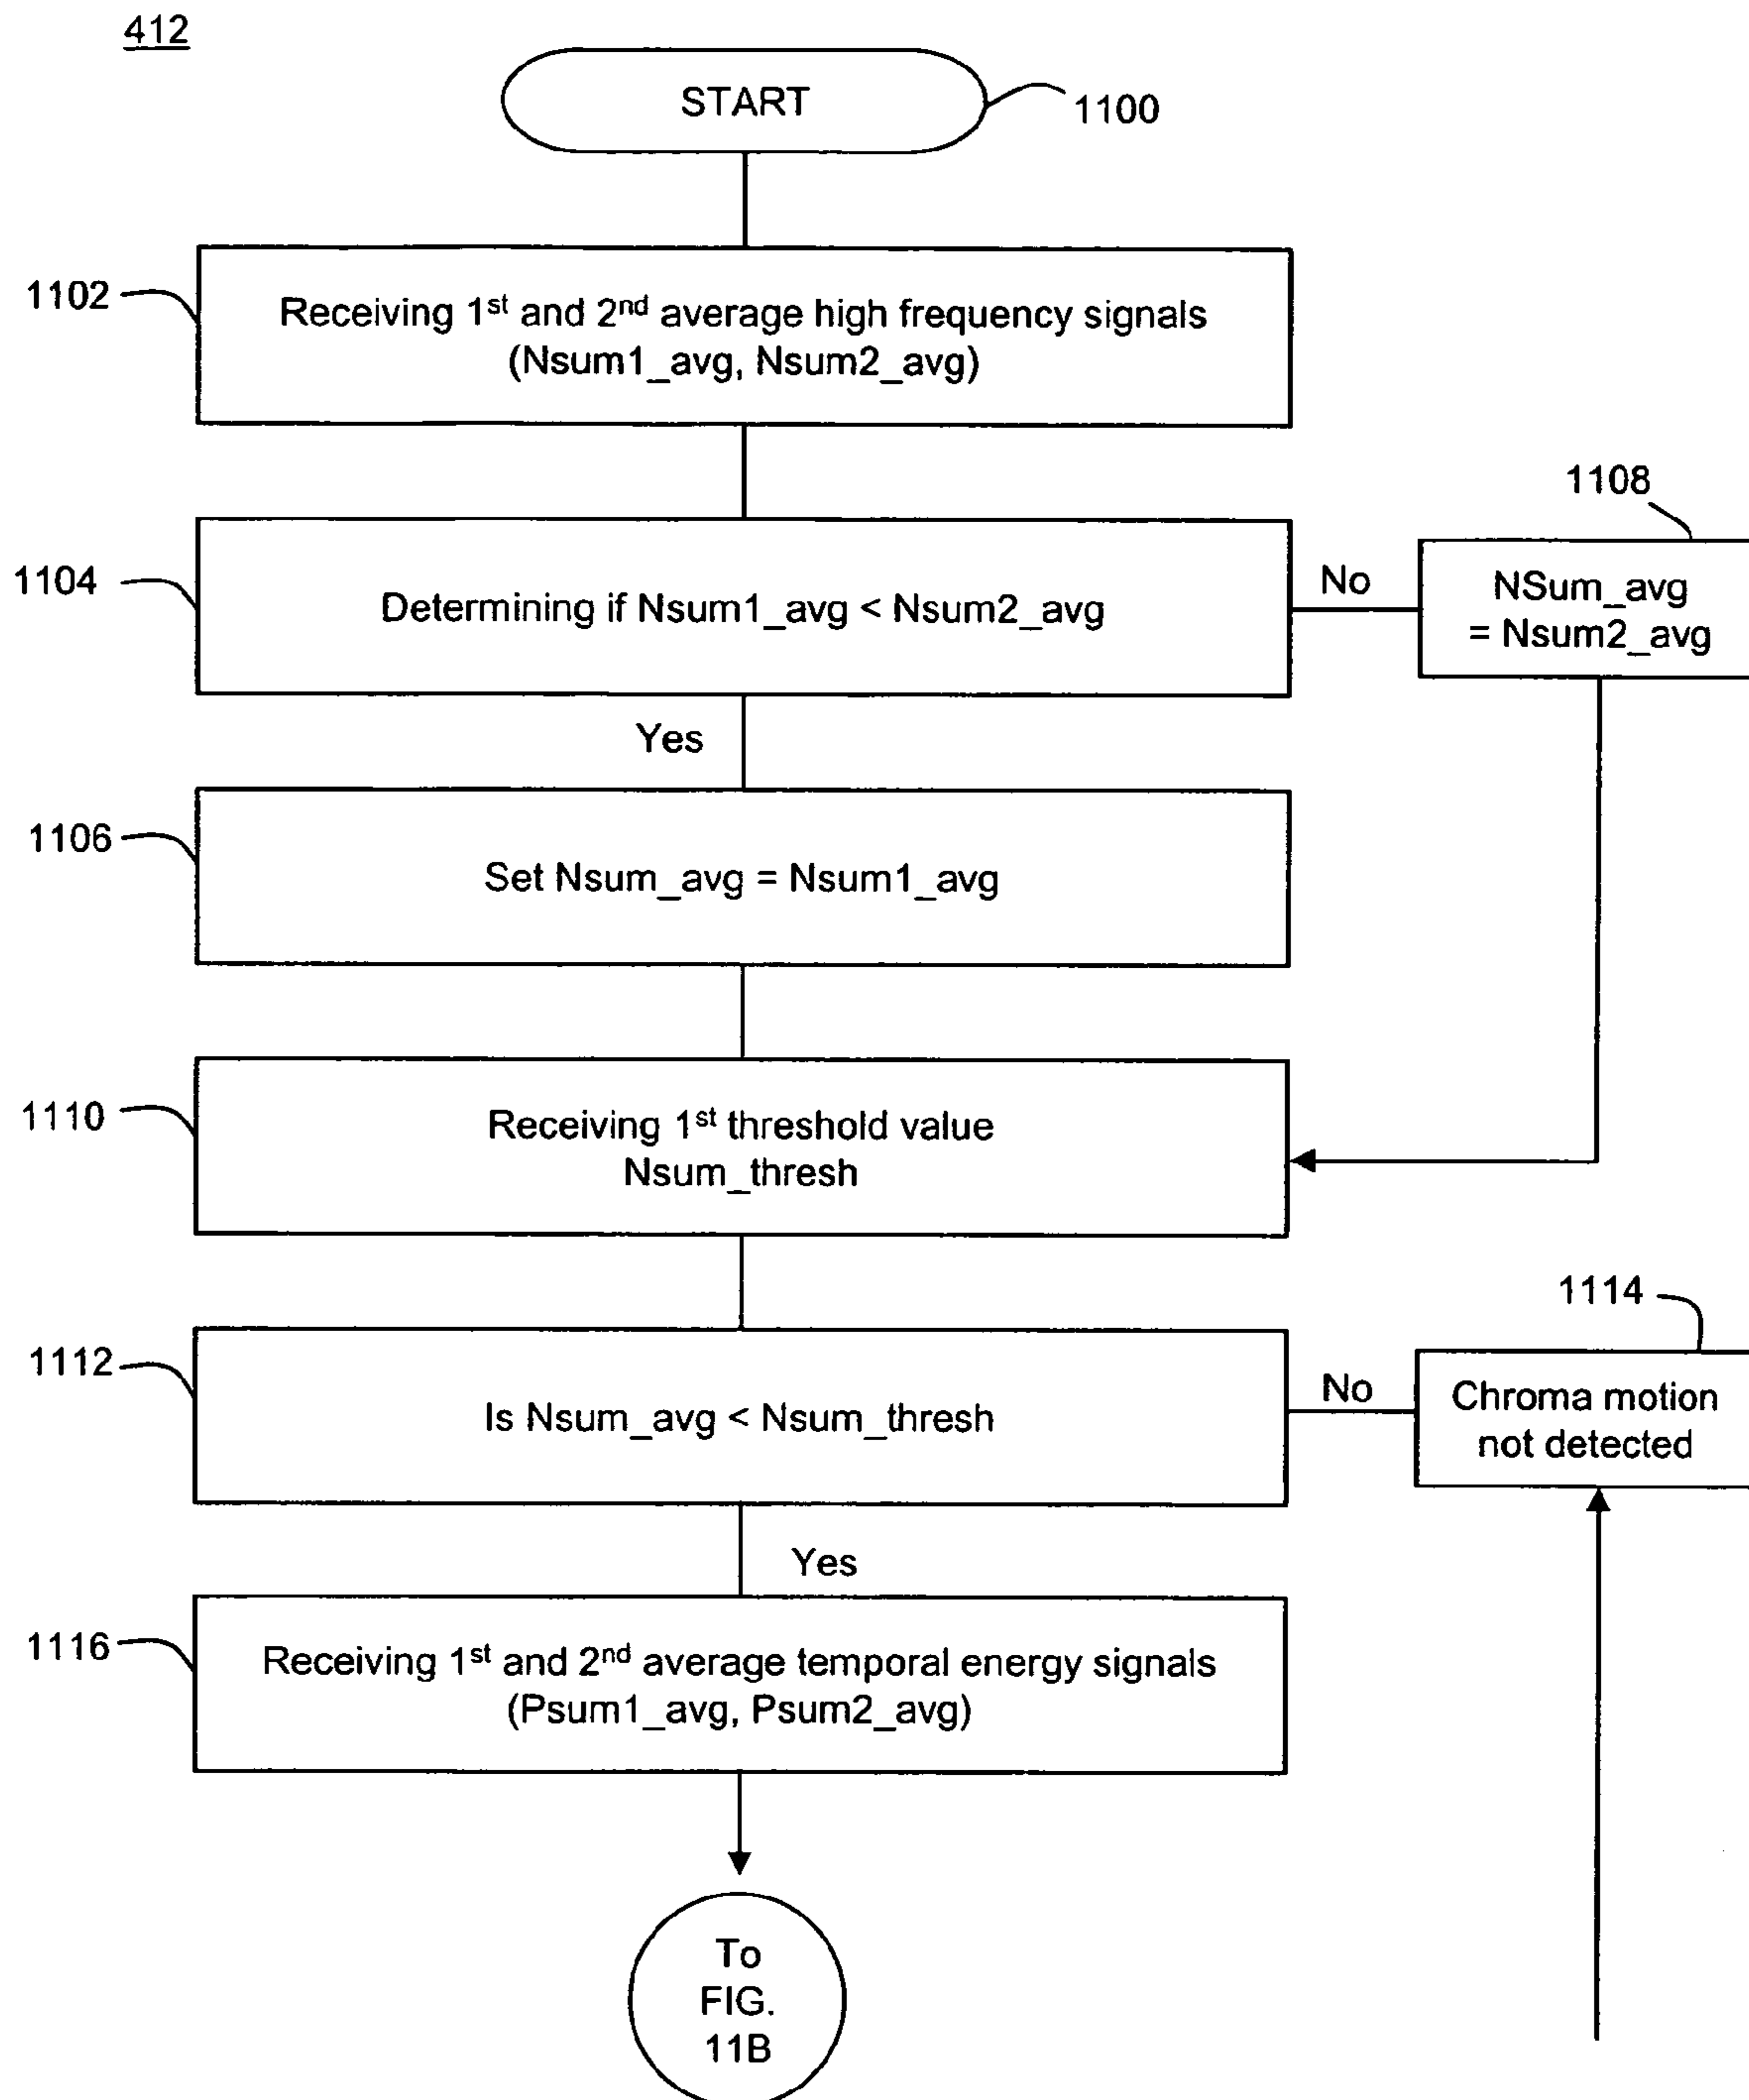 412
START
1100
1102
Receiving 1st and 2nd average high frequency signals
(Nsum1_avg, Nsum2_avg)
1108
1104
Determining if Nsum1_avg < Nsum2_avg
No
NSum_avg
= Nsum2_avg
Yes
1106
Set Nsum_avg = Nsum1_avg
1110
Receiving 1st threshold value
Nsum_thresh
1114
1112
Is Nsum_avg < Nsum_thresh
No
Chroma motion
not detected
Yes
1116
Receiving 1st and 2nd average temporal energy signals
(Psum1_avg, Psum2_avg)
To
FIG.
11B